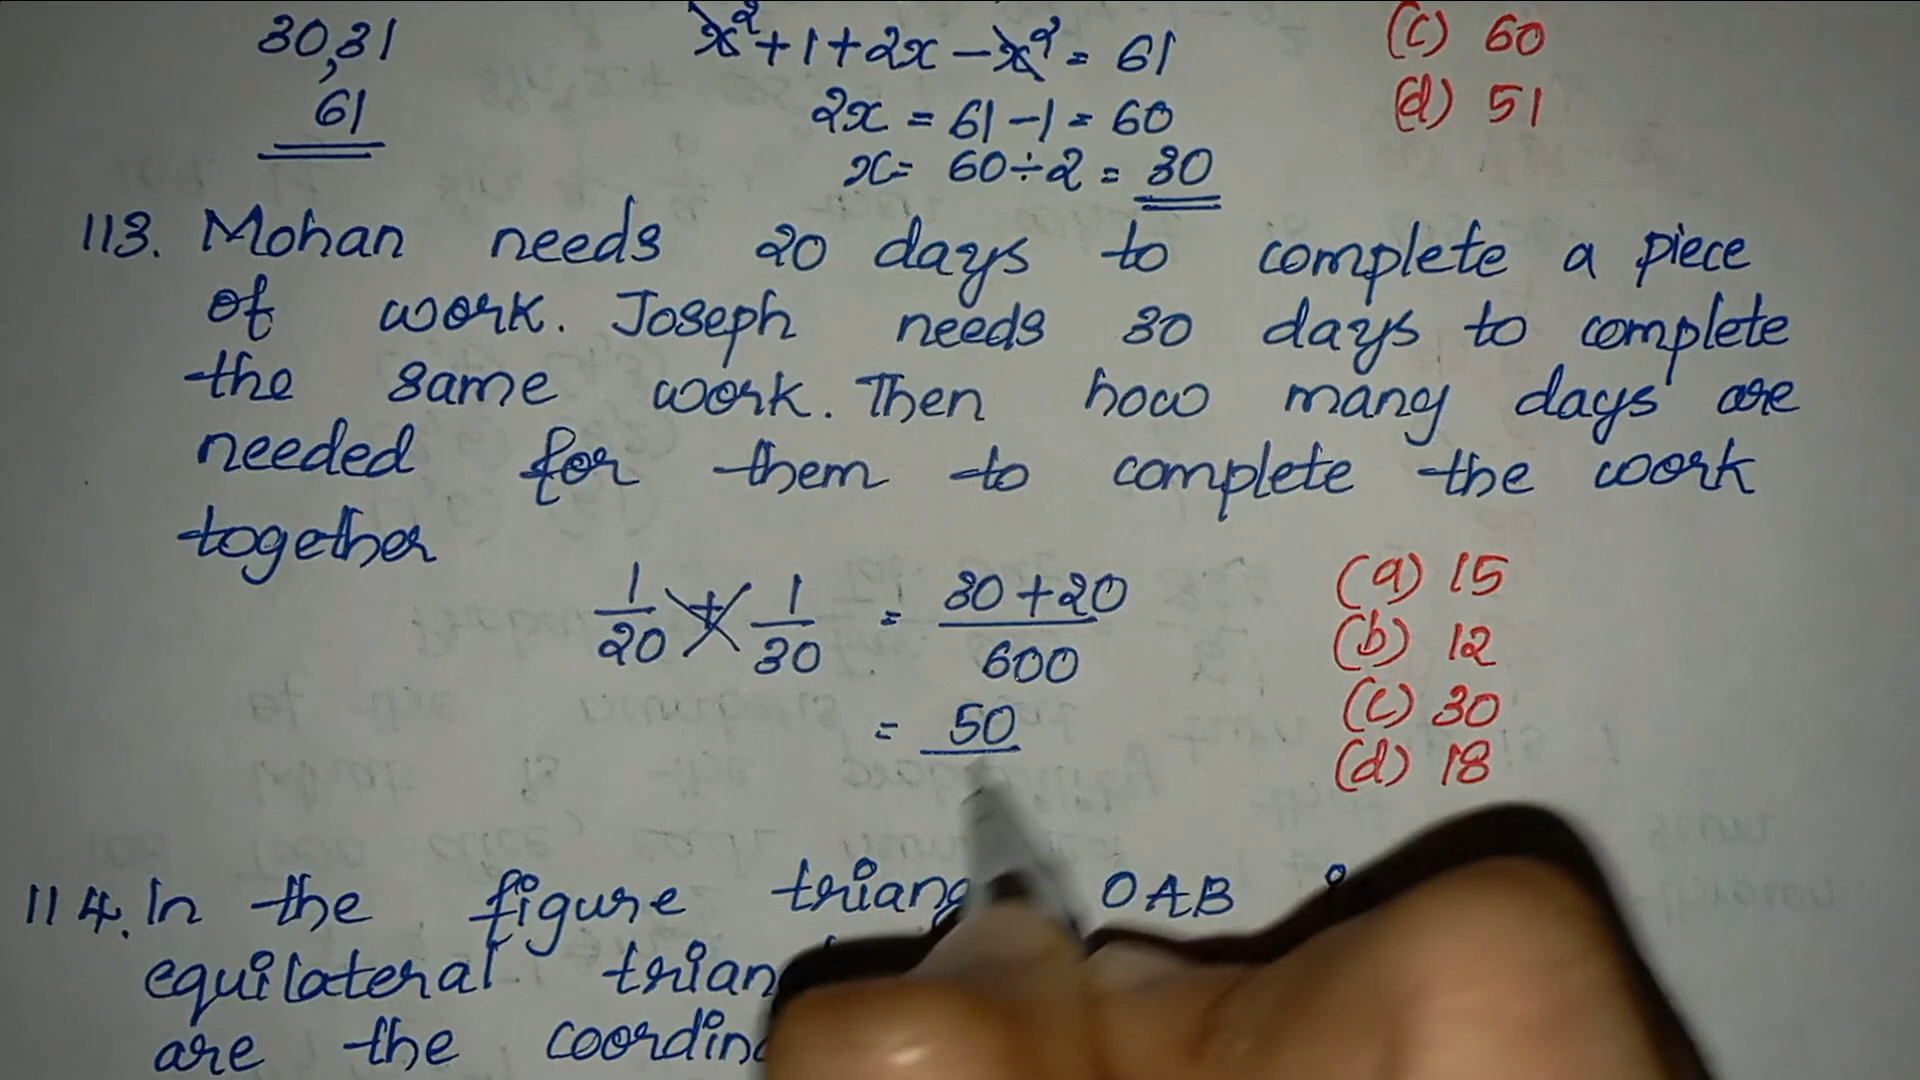 30,31
61
x² + 1 + 2x - x² = 61
2x = 61 - 1 = 60
x = 60 ÷ 2 = 30
(c) 60
(d) 51
113. Mohan needs 20 days to complete a piece
of work. Joseph needs 30 days to complete
the same work. Then how many days are
needed for them to complete the work
together
1/20 + 1/30 = 30+20/600
= 50
(a) 15
(b) 12
(c) 30
(d) 18
114. In the figure OAB
equilateral
are the